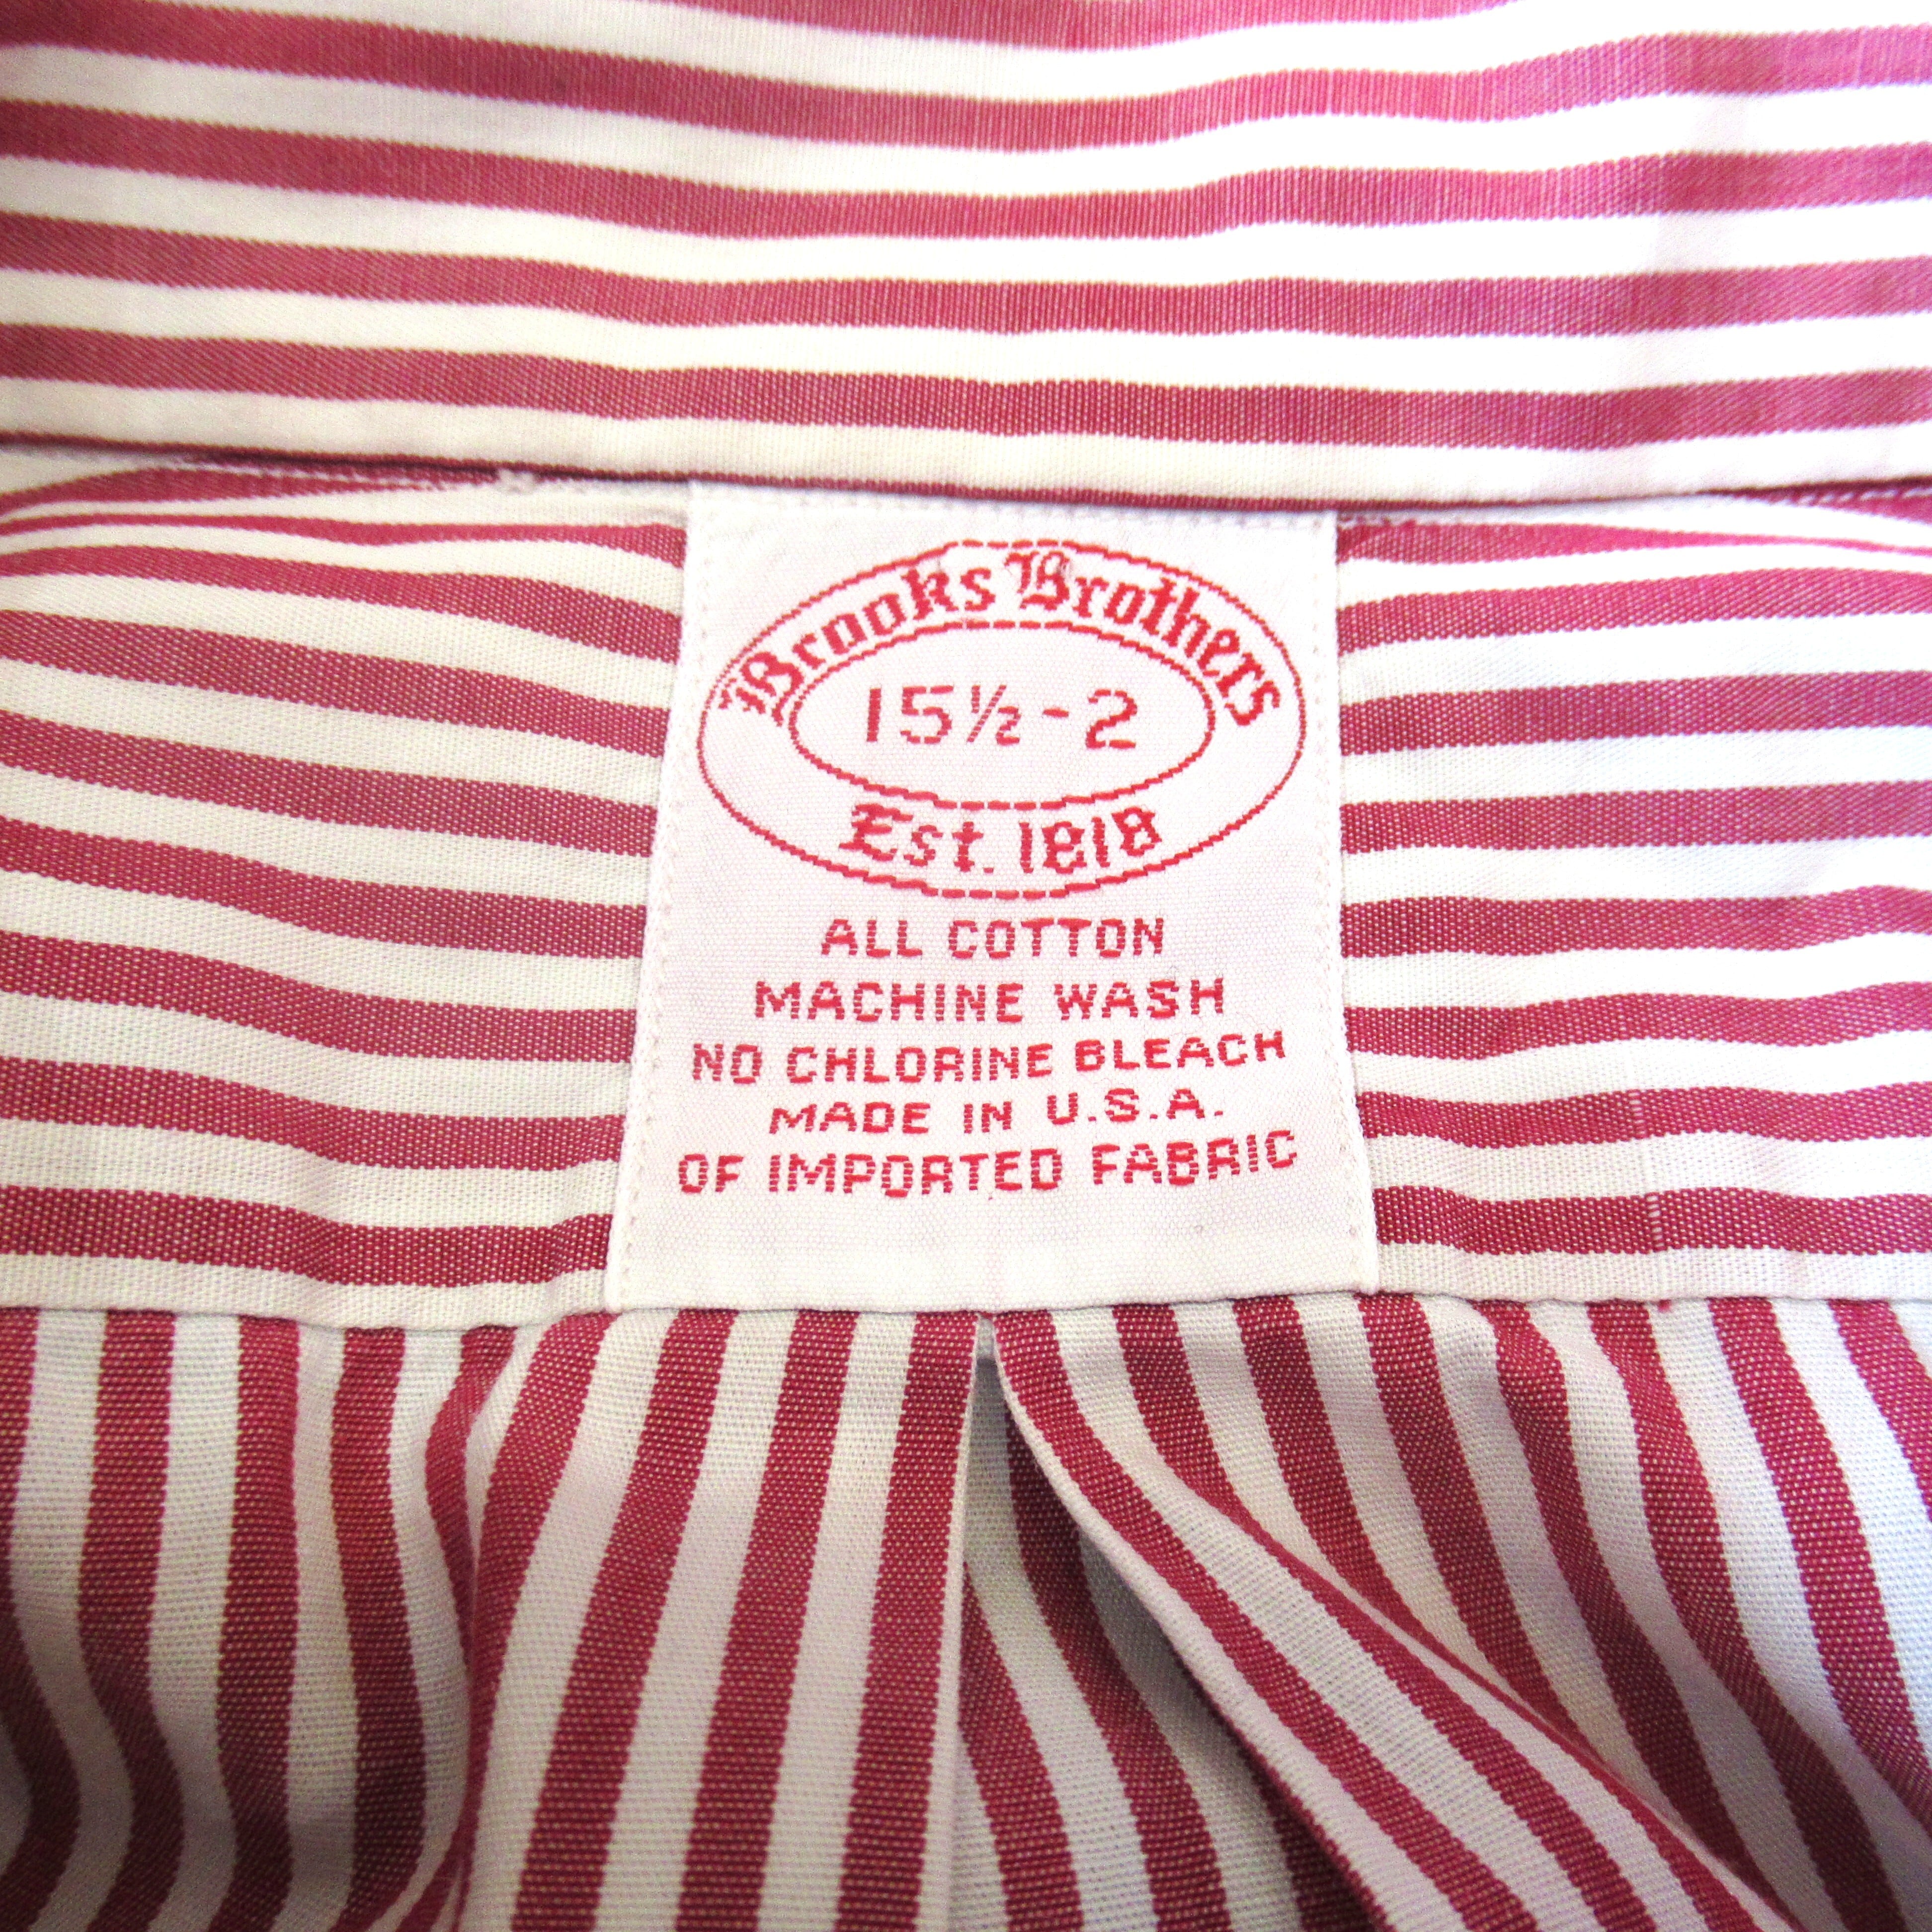 Brooks Brothers
15½-2
Est. 1818
ALL COTTON
MACHINE WASH
NO CHLORINE BLEACH
MADE IN U.S.A.
OF IMPORTED FABRIC